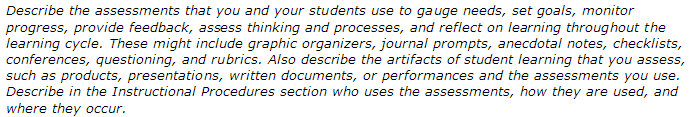 Describe the assessments that you and your students use to gauge needs, set goals, monitor
progress, provide feedback, assess thinking and processes, and reflect on learning throughout the
learning cycle. These might include graphic organizers, journal prompts, anecdotal notes, checklists,
conferences, questioning, and rubrics. Also describe the artifacts of student learning that you assess,
such as products, presentations, written documents, or performances and the assessments you use.
Describe in the Instructional Procedures section who uses the assessments, how they are used, and
where they occur.